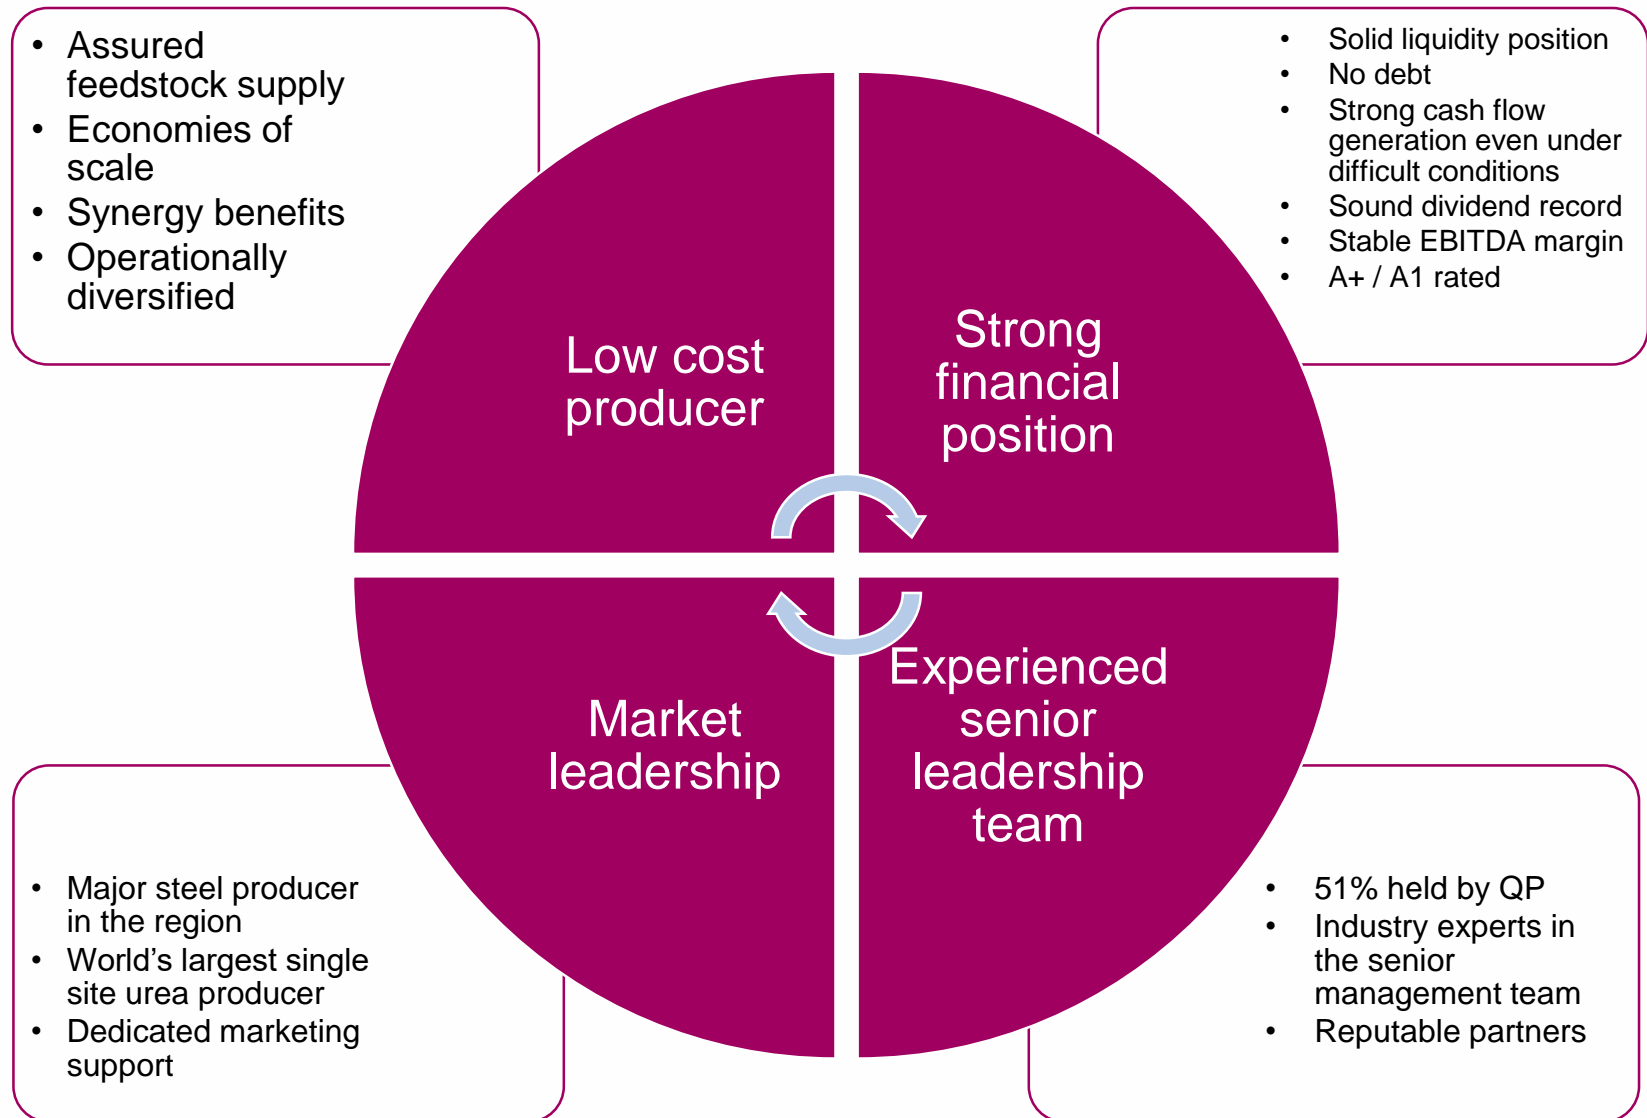 • Assured
feedstock supply
• Economies of
scale
• Synergy benefits
• Operationally
diversified
• Solid liquidity position
• No debt
• Strong cash flow
generation even under
difficult conditions
• Sound dividend record
• Stable EBITDA margin
• A+ / A1 rated
Low cost
producer
Strong
financial
position
Market
leadership
Experienced
senior
leadership
team
• Major steel producer
in the region
• World’s largest single
site urea producer
• Dedicated marketing
support
• 51% held by QP
• Industry experts in
the senior
management team
• Reputable partners